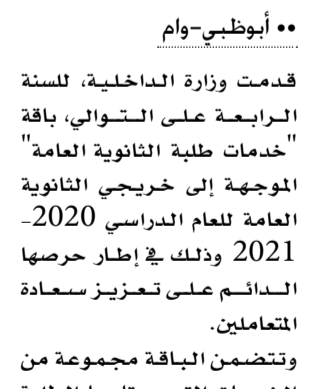 •• أبوظبي-وام
قدمت وزارة الداخلية، للسنة
الرابعة على التوالي، باقة
"خدمات طلبة الثانوية العامة"
الموجهة إلى خريجي الثانوية
العامة للعام الدراسي 2020-
2021 وذلك في إطار حرصها
الدائم على تعزيز سعادة
المتعاملين.
وتتضمن الباقة مجموعة من